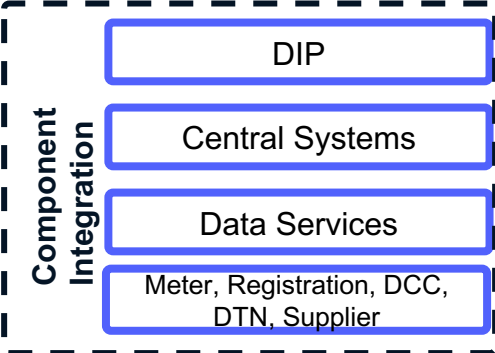 Component
Integration
DIP
Central Systems
Data Services
Meter, Registration, DCC,
DTN, Supplier